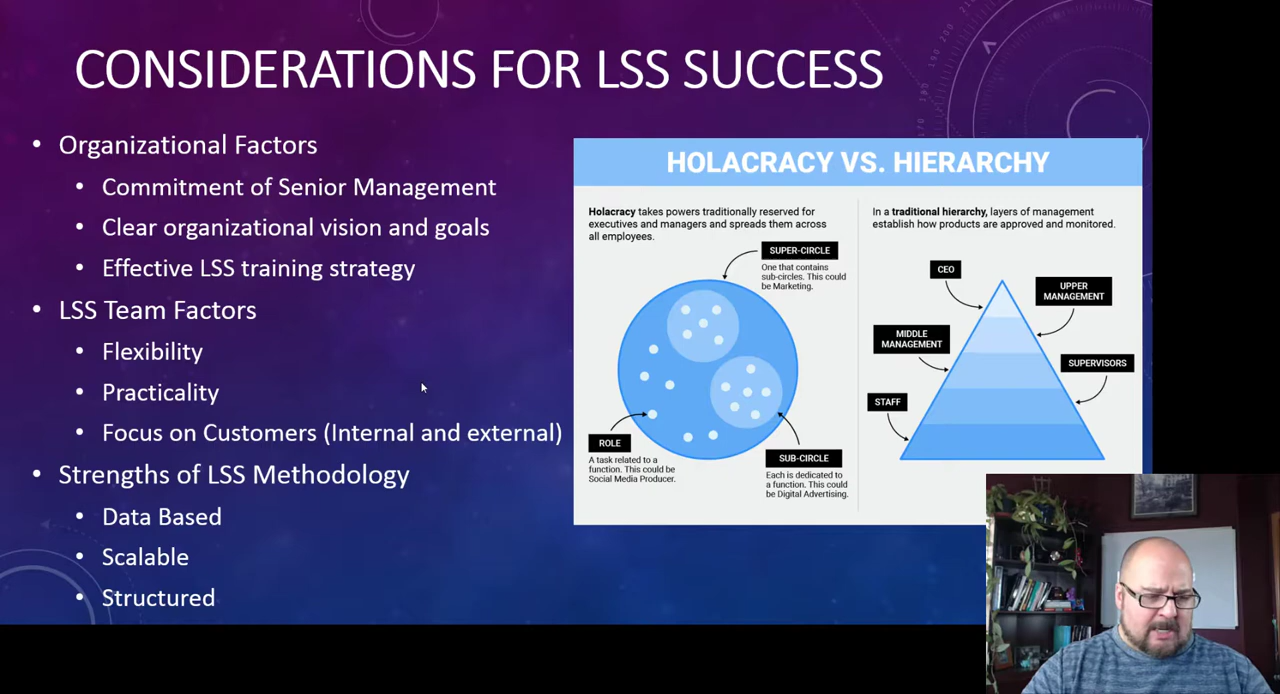 CONSIDERATIONS FOR LSS SUCCESS
• Organizational Factors
• Commitment of Senior Management
• Clear organizational vision and goals
• Effective LSS training strategy
• LSS Team Factors
• Flexibility
• Practicality
• Focus on Customers (Internal and external)
• Strengths of LSS Methodology
• Data Based
• Scalable
• Structured
HOLACRACY VS. HIERARCHY
Holacracy takes powers traditionally reserved for
executives and managers and spreads them across
all employees.
SUPER-CIRCLE
One that contains
sub-circles. This could
be Marketing.
ROLE
A task related to a
function. This could be
Social Media Producer.
SUB-CIRCLE
Each is dedicated to
a function. This could
be Digital Advertising.
In a traditional hierarchy, layers of management
establish how products are approved and monitored.
CEO
UPPER
MANAGEMENT
MIDDLE
MANAGEMENT
SUPERVISORS
STAFF